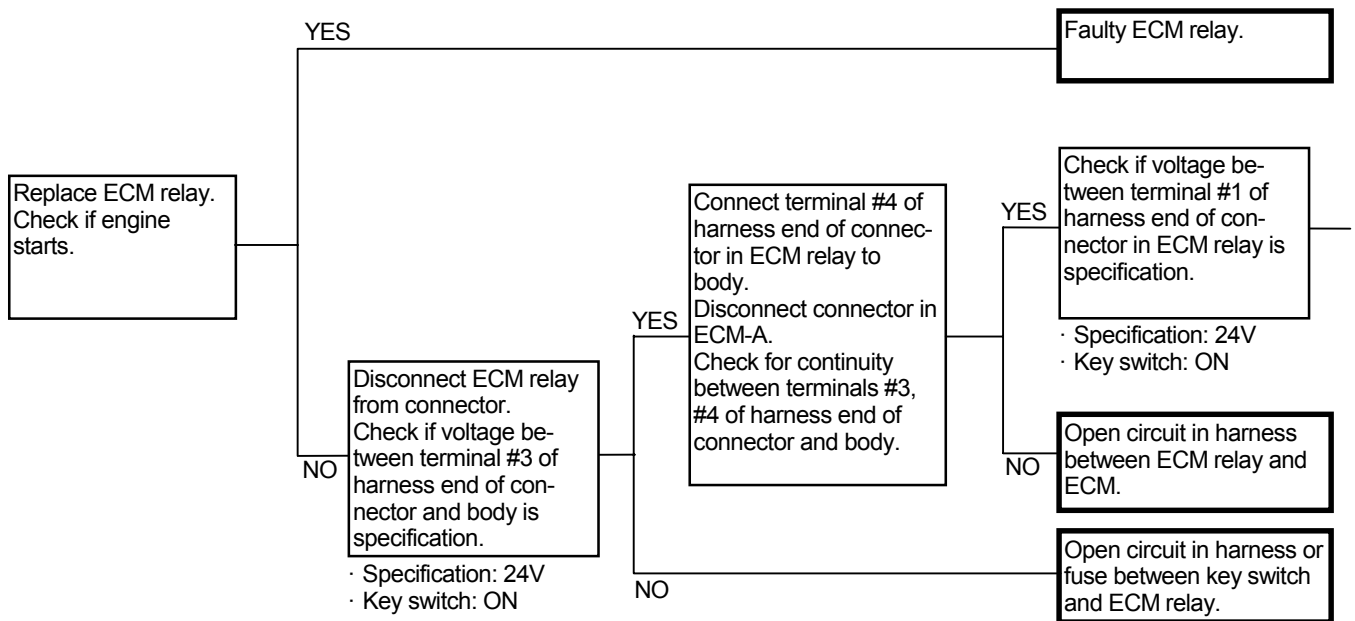 YES
Faulty ECM relay.
Replace ECM relay.
Check if engine
starts.
NO
Disconnect ECM relay
from connector.
Check if voltage be-
tween terminal #3 of
harness end of con-
nector and body is
specification.
· Specification: 24V
· Key switch: ON
YES
Connect terminal #4 of
harness end of connec-
tor in ECM relay to
body.
Disconnect connector in
ECM-A.
Check for continuity
between terminals #3,
#4 of harness end of
connector and body.
YES
Check if voltage be-
tween terminal #1 of
harness end of con-
nector in ECM relay is
specification.
· Specification: 24V
· Key switch: ON
NO
Open circuit in harness
between ECM relay and
ECM.
NO
Open circuit in harness or
fuse between key switch
and ECM relay.